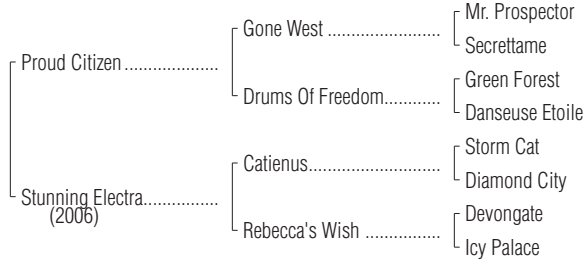 Mr. Prospector
Gone West ........................
Secrettame
Proud Citizen ....................
Green Forest
Drums Of Freedom............
Danseuse Etoile
Storm Cat
Catienus............................
Diamond City
Stunning Electra................
(2006)
Devongate
Rebecca's Wish ................
Icy Palace